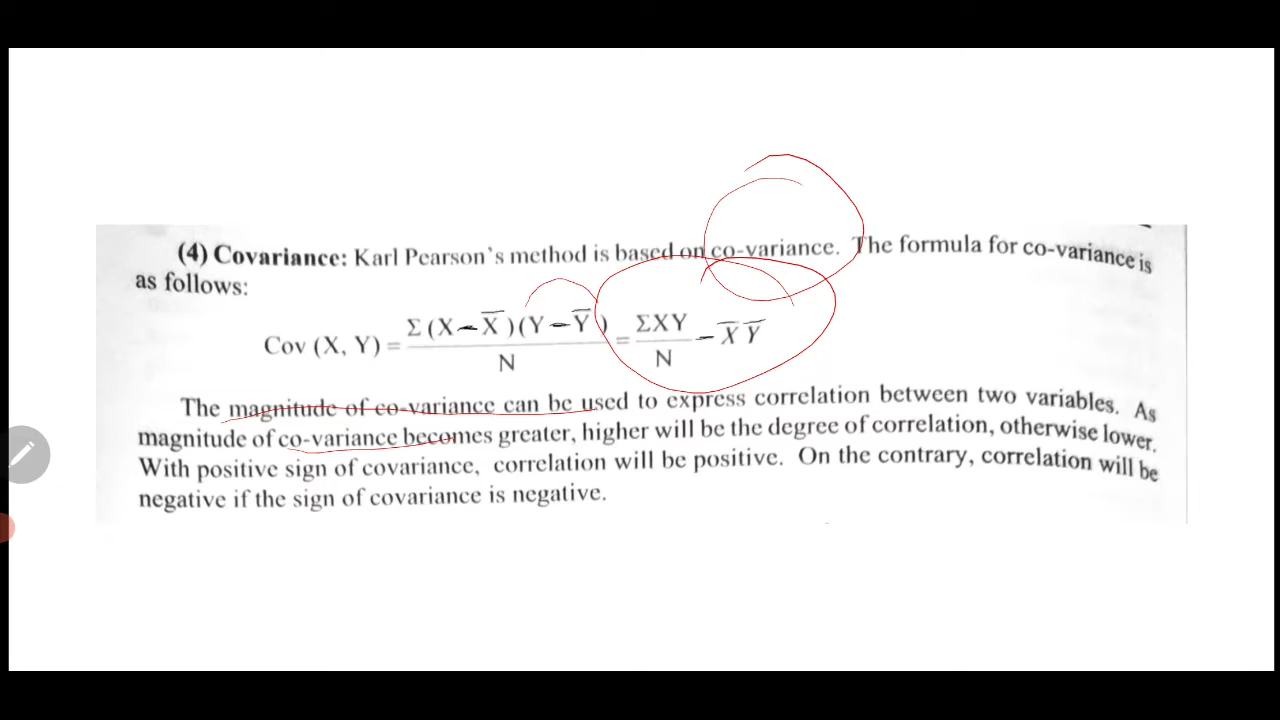 (4) Covariance: Karl Pearson's method is based on co-variance. The formula for co-variance is
as follows:
Cov (X, Y) = Σ (X - X̅ )(Y - Y̅ ) / N = ΣXY / N - X̅ Y̅
The magnitude of co-variance can be used to express correlation between two variables. As
magnitude of co-variance becomes greater, higher will be the degree of correlation, otherwise lower.
With positive sign of covariance, correlation will be positive. On the contrary, correlation will be
negative if the sign of covariance is negative.